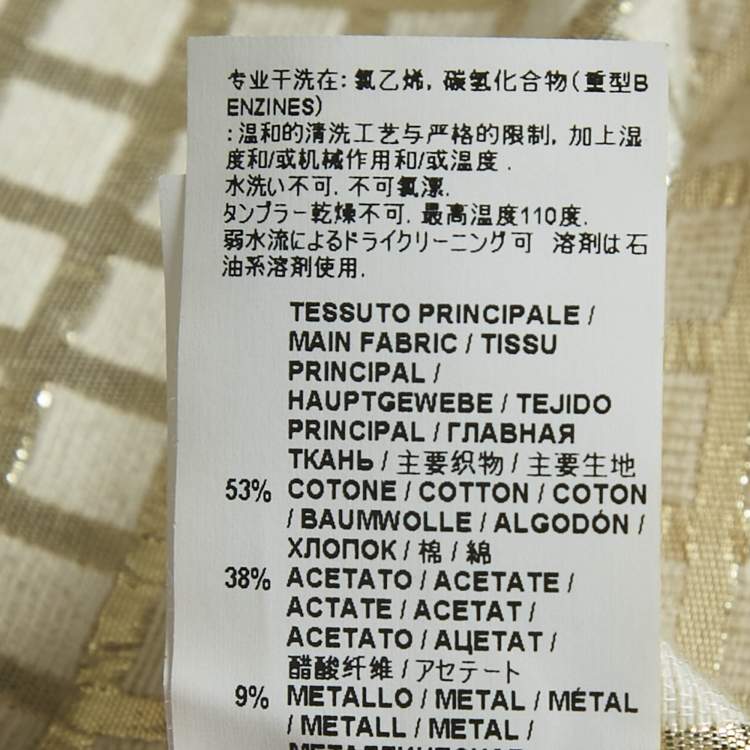 专业干洗在: 氯乙烯, 碳氢化合物(重型B
ENZINES)
:温和的清洗工艺与严格的限制, 加上湿
度和/或机械作用和/或温度 .
水洗い不可. 不可氯漂.
タンブラー乾燥不可. 最高温度110度.
弱水流によるドライクリーニング可 溶剤は石
油系溶剤使用.
TESSUTO PRINCIPALE /
MAIN FABRIC / TISSU
PRINCIPAL /
HAUPTGEWEBE / TEJIDO
PRINCIPAL / ГЛАВНАЯ
ТКАНЬ / 主要织物 / 主要生地
53% COTONE / COTTON / COTON
/ BAUMWOLLE / ALGODÓN /
ХЛОПОК / 棉 / 綿
38% ACETATO / ACETATE /
ACTATE / ACETAT /
ACETATO / АЦЕТАТ /
醋酸纤维 / アセテート
9% METALLO / METAL / MÉTAL
/ METALL / METAL /